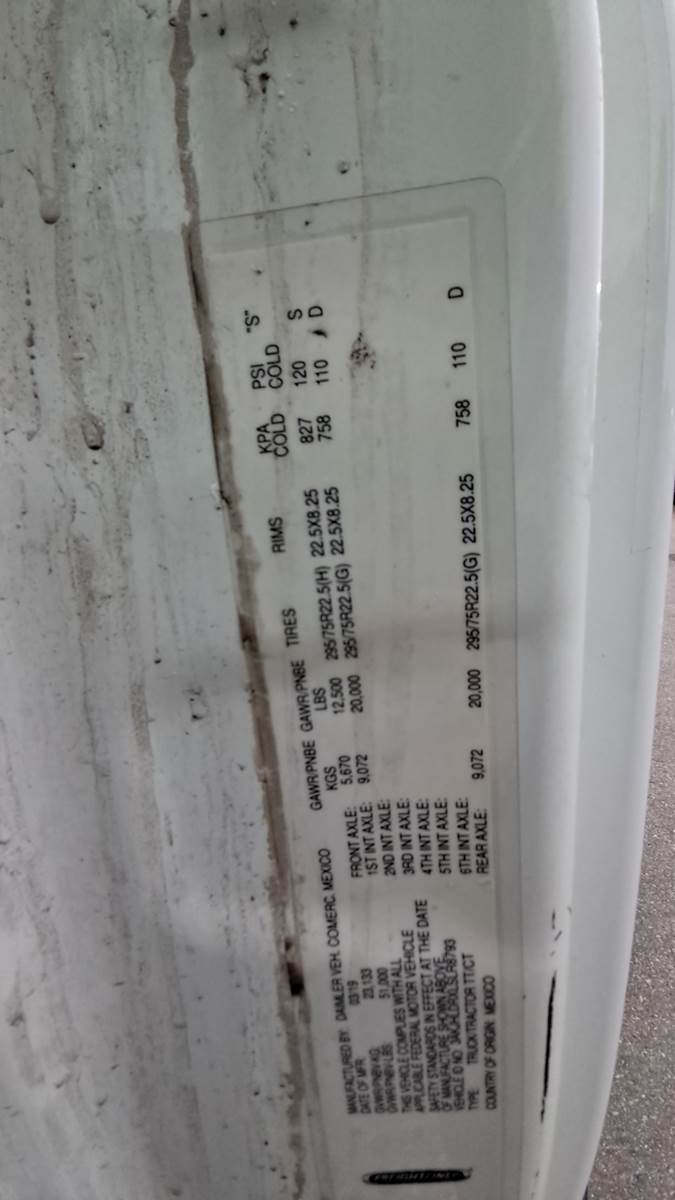 FREIGHTLINER
MANUFACTURED BY: DAIMLER VEH. COMERC. MEXICO
DATE OF MFR 03/19
GVWR/PNBV KG: 23,133
GVWR/PNBV LBS: 51,000
THIS VEHICLE COMPLIES WITH ALL
APPLICABLE FEDERAL MOTOR VEHICLE
SAFETY STANDARDS IN EFFECT AT THE DATE
OF MANUFACTURE SHOWN ABOVE
VEHICLE ID NO.
TYPE TRUCK TRACTOR TT/CT
COUNTRY OF ORIGIN: MEXICO
GAWR/PNBE KGS GAWR/PNBE LBS TIRES RIMS KPA COLD PSI COLD "S"
FRONT AXLE: 5,670 12,500 295/75R22.5(H) 22.5X8.25 827 120 S
1ST INT AXLE: 9,072 20,000 295/75R22.5(G) 22.5X8.25 758 110 D
2ND INT AXLE:
3RD INT AXLE:
4TH INT AXLE:
5TH INT AXLE:
6TH INT AXLE:
REAR AXLE: 9,072 20,000 295/75R22.5(G) 22.5X8.25 758 110 D